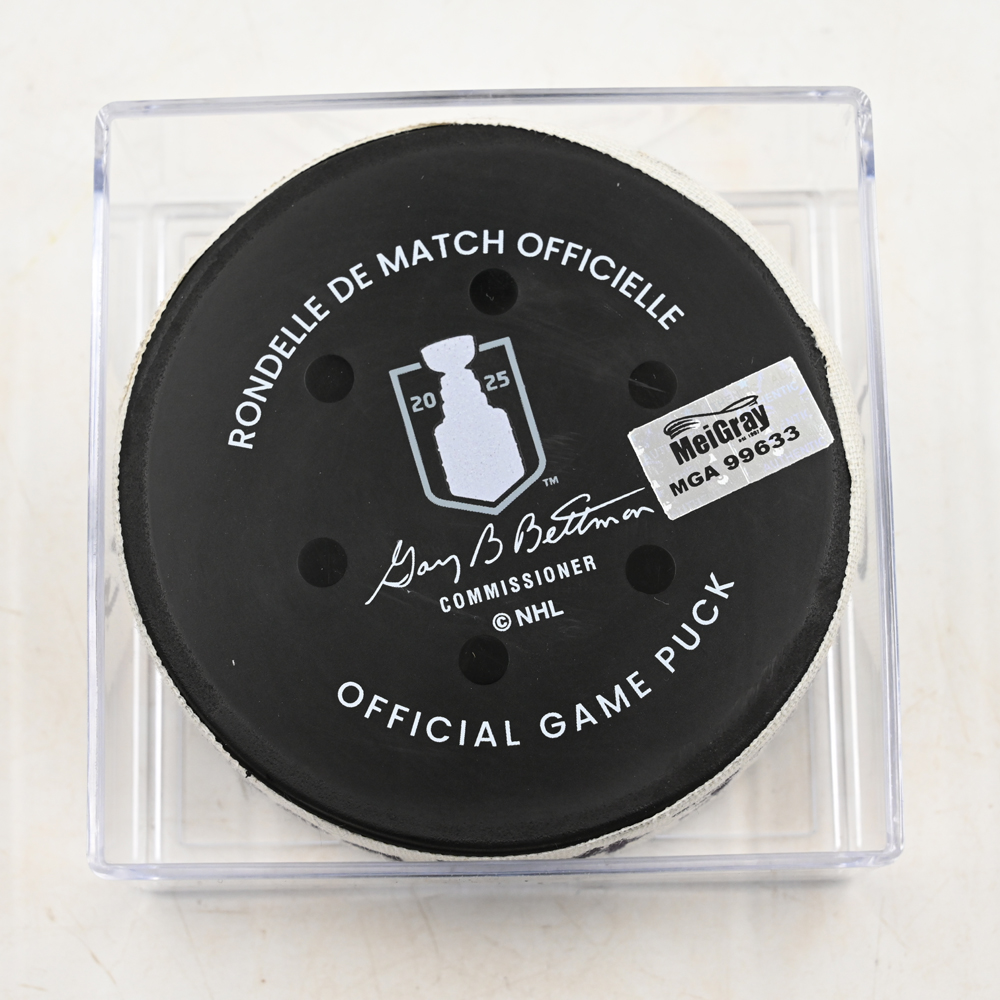 RONDELLE DE MATCH OFFICIELLE
20 25
TM
Gary B Bettman
COMMISSIONER
© NHL
OFFICIAL GAME PUCK
MeiGray
MGA 99633